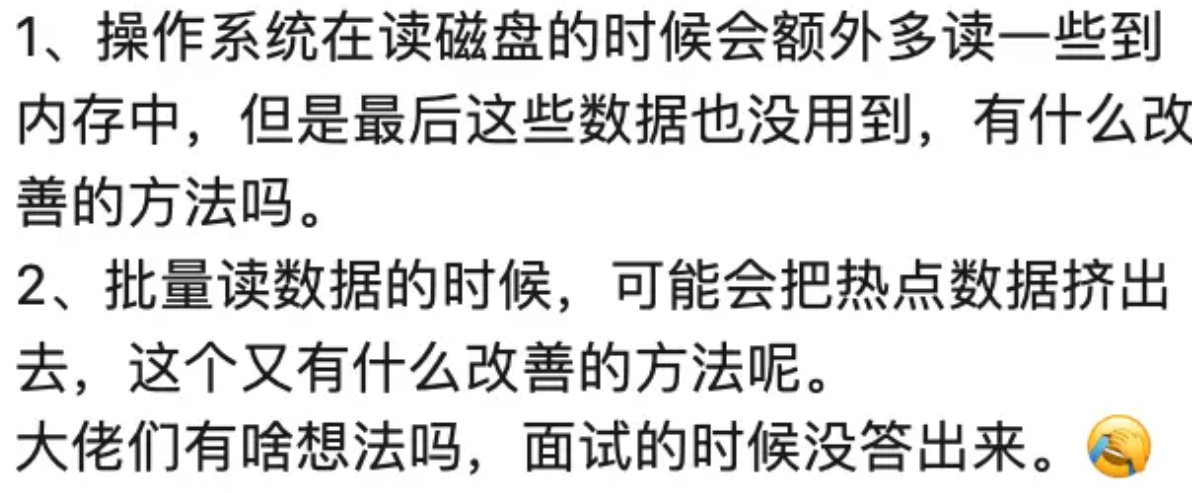 1、操作系统在读磁盘的时候会额外多读一些到
内存中，但是最后这些数据也没用到，有什么改
善的方法吗。
2、批量读数据的时候，可能会把热点数据挤出
去，这个又有什么改善的方法呢。
大佬们有啥想法吗，面试的时候没答出来。🤦